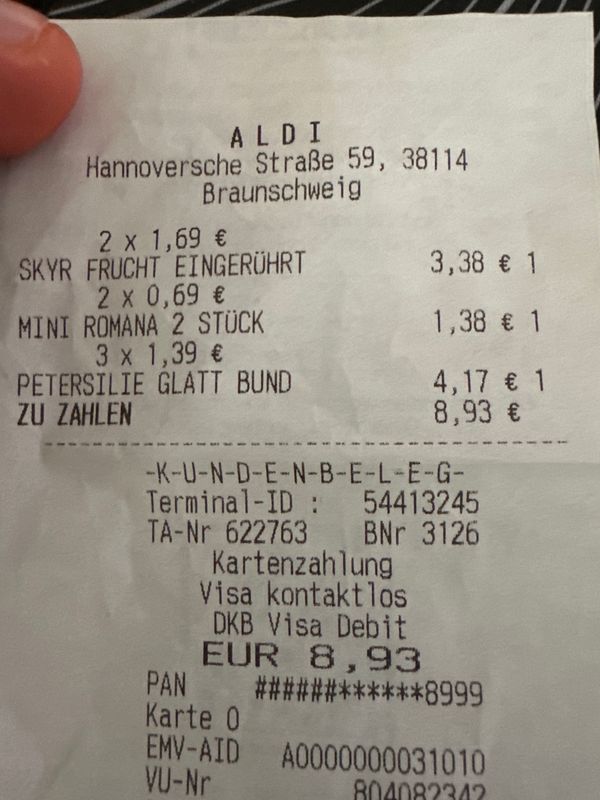 ALDI
Hannoversche Straße 59, 38114
Braunschweig
2 x 1,69 €
SKYR FRUCHT EINGERÜHRT 3,38 € 1
2 x 0,69 €
MINI ROMANA 2 STÜCK 1,38 € 1
3 x 1,39 €
PETERSILIE GLATT BUND 4,17 € 1
ZU ZAHLEN 8,93 €
-K-U-N-D-E-N-B-E-L-E-G-
Terminal-ID : 54413245
TA-Nr 622763 BNr 3126
Kartenzahlung
Visa kontaktlos
DKB Visa Debit
EUR 8,93
PAN ######******8999
Karte 0
EMV-AID A0000000031010
VU-Nr 804082342